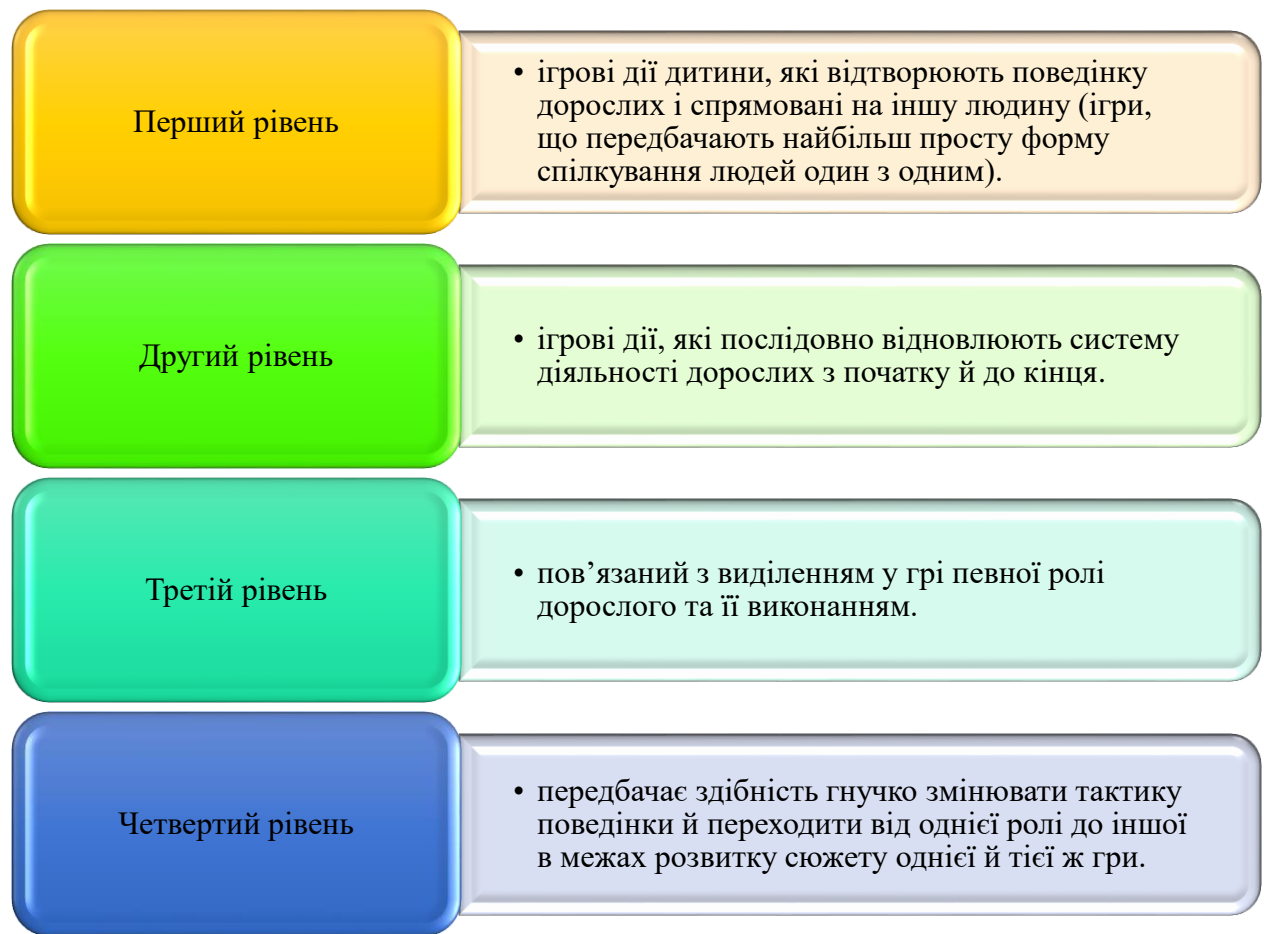 Перший рівень
• ігрові дії дитини, які відтворюють поведінку
дорослих і спрямовані на іншу людину (ігри,
що передбачають найбільш просту форму
спілкування людей один з одним).
Другий рівень
• ігрові дії, які послідовно відновлюють систему
діяльності дорослих з початку й до кінця.
Третій рівень
• пов’язаний з виділенням у грі певної ролі
дорослого та її виконанням.
Четвертий рівень
• передбачає здібність гнучко змінювати тактику
поведінки й переходити від однієї ролі до іншої
в межах розвитку сюжету однієї й тієї ж гри.